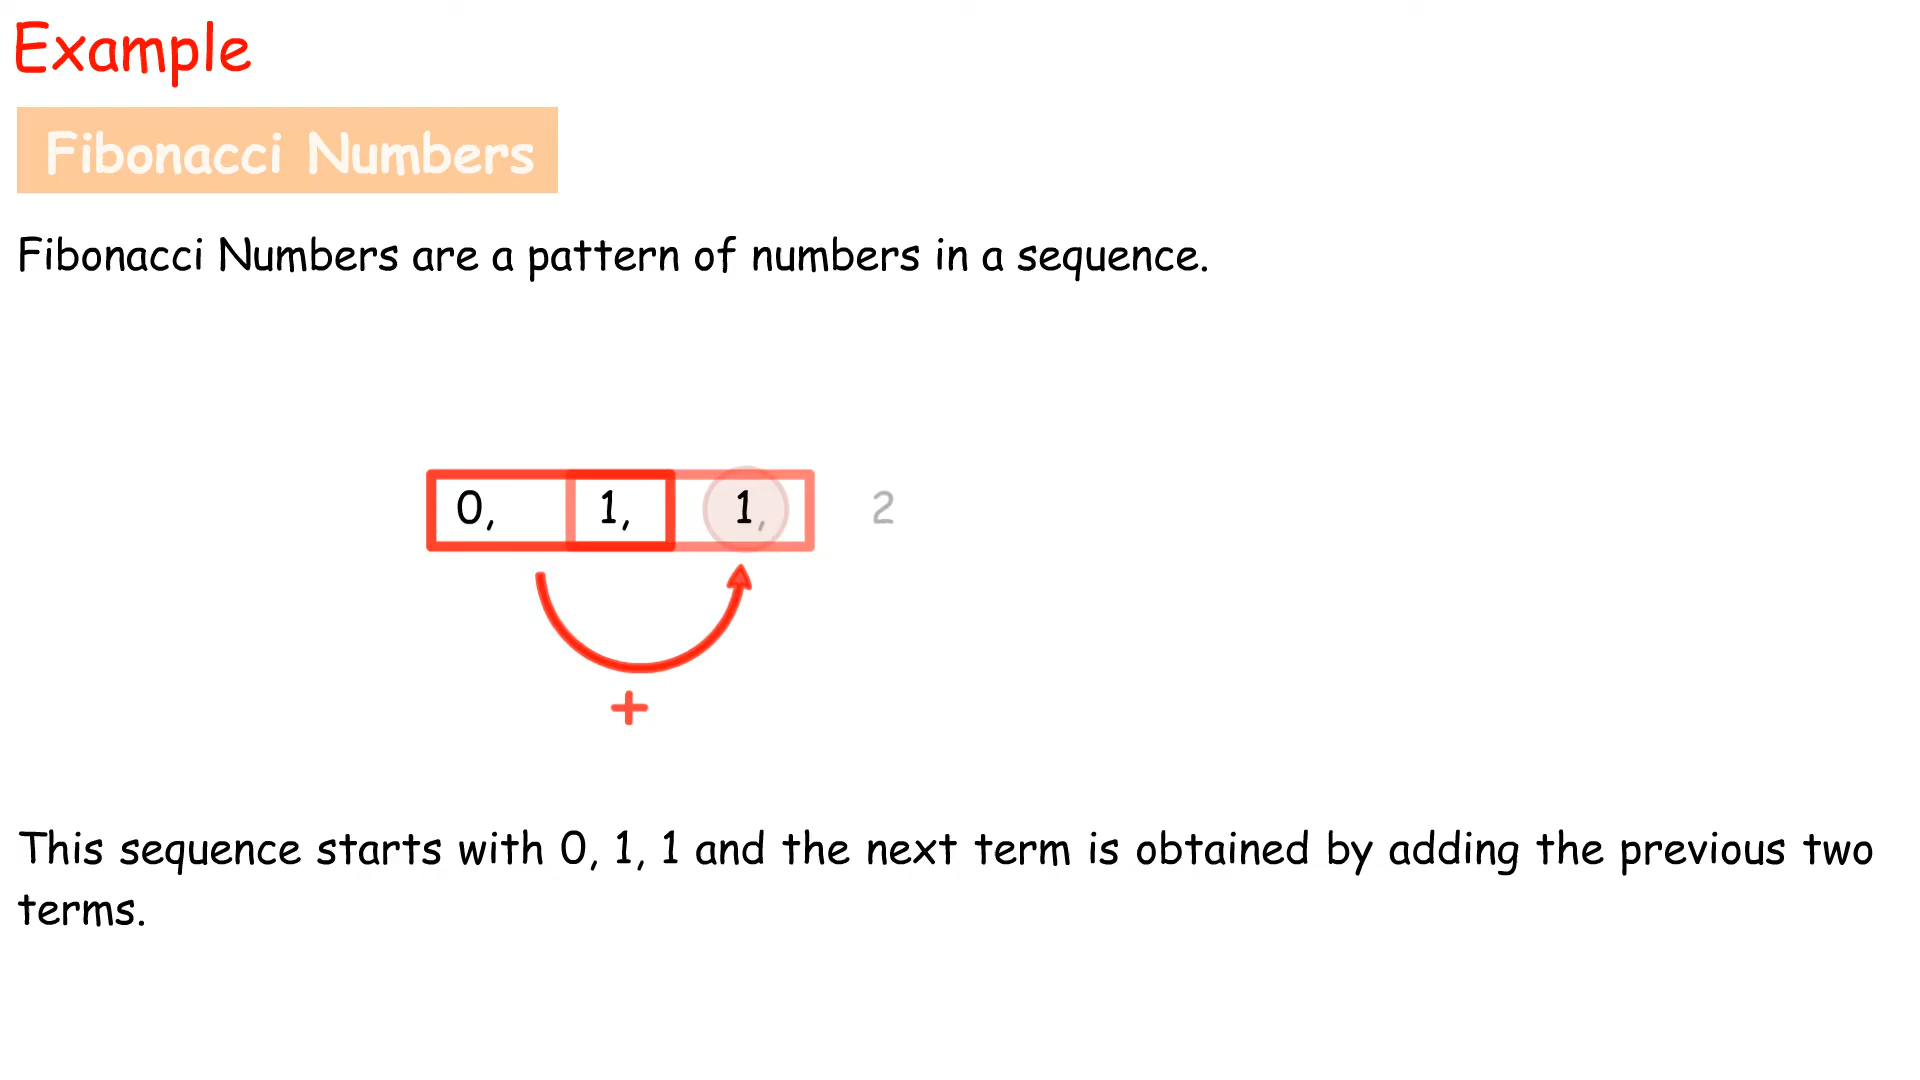 Example
Fibonacci Numbers
Fibonacci Numbers are a pattern of numbers in a sequence.
0, 1, 1, 2
+
This sequence starts with 0, 1, 1 and the next term is obtained by adding the previous two
terms.